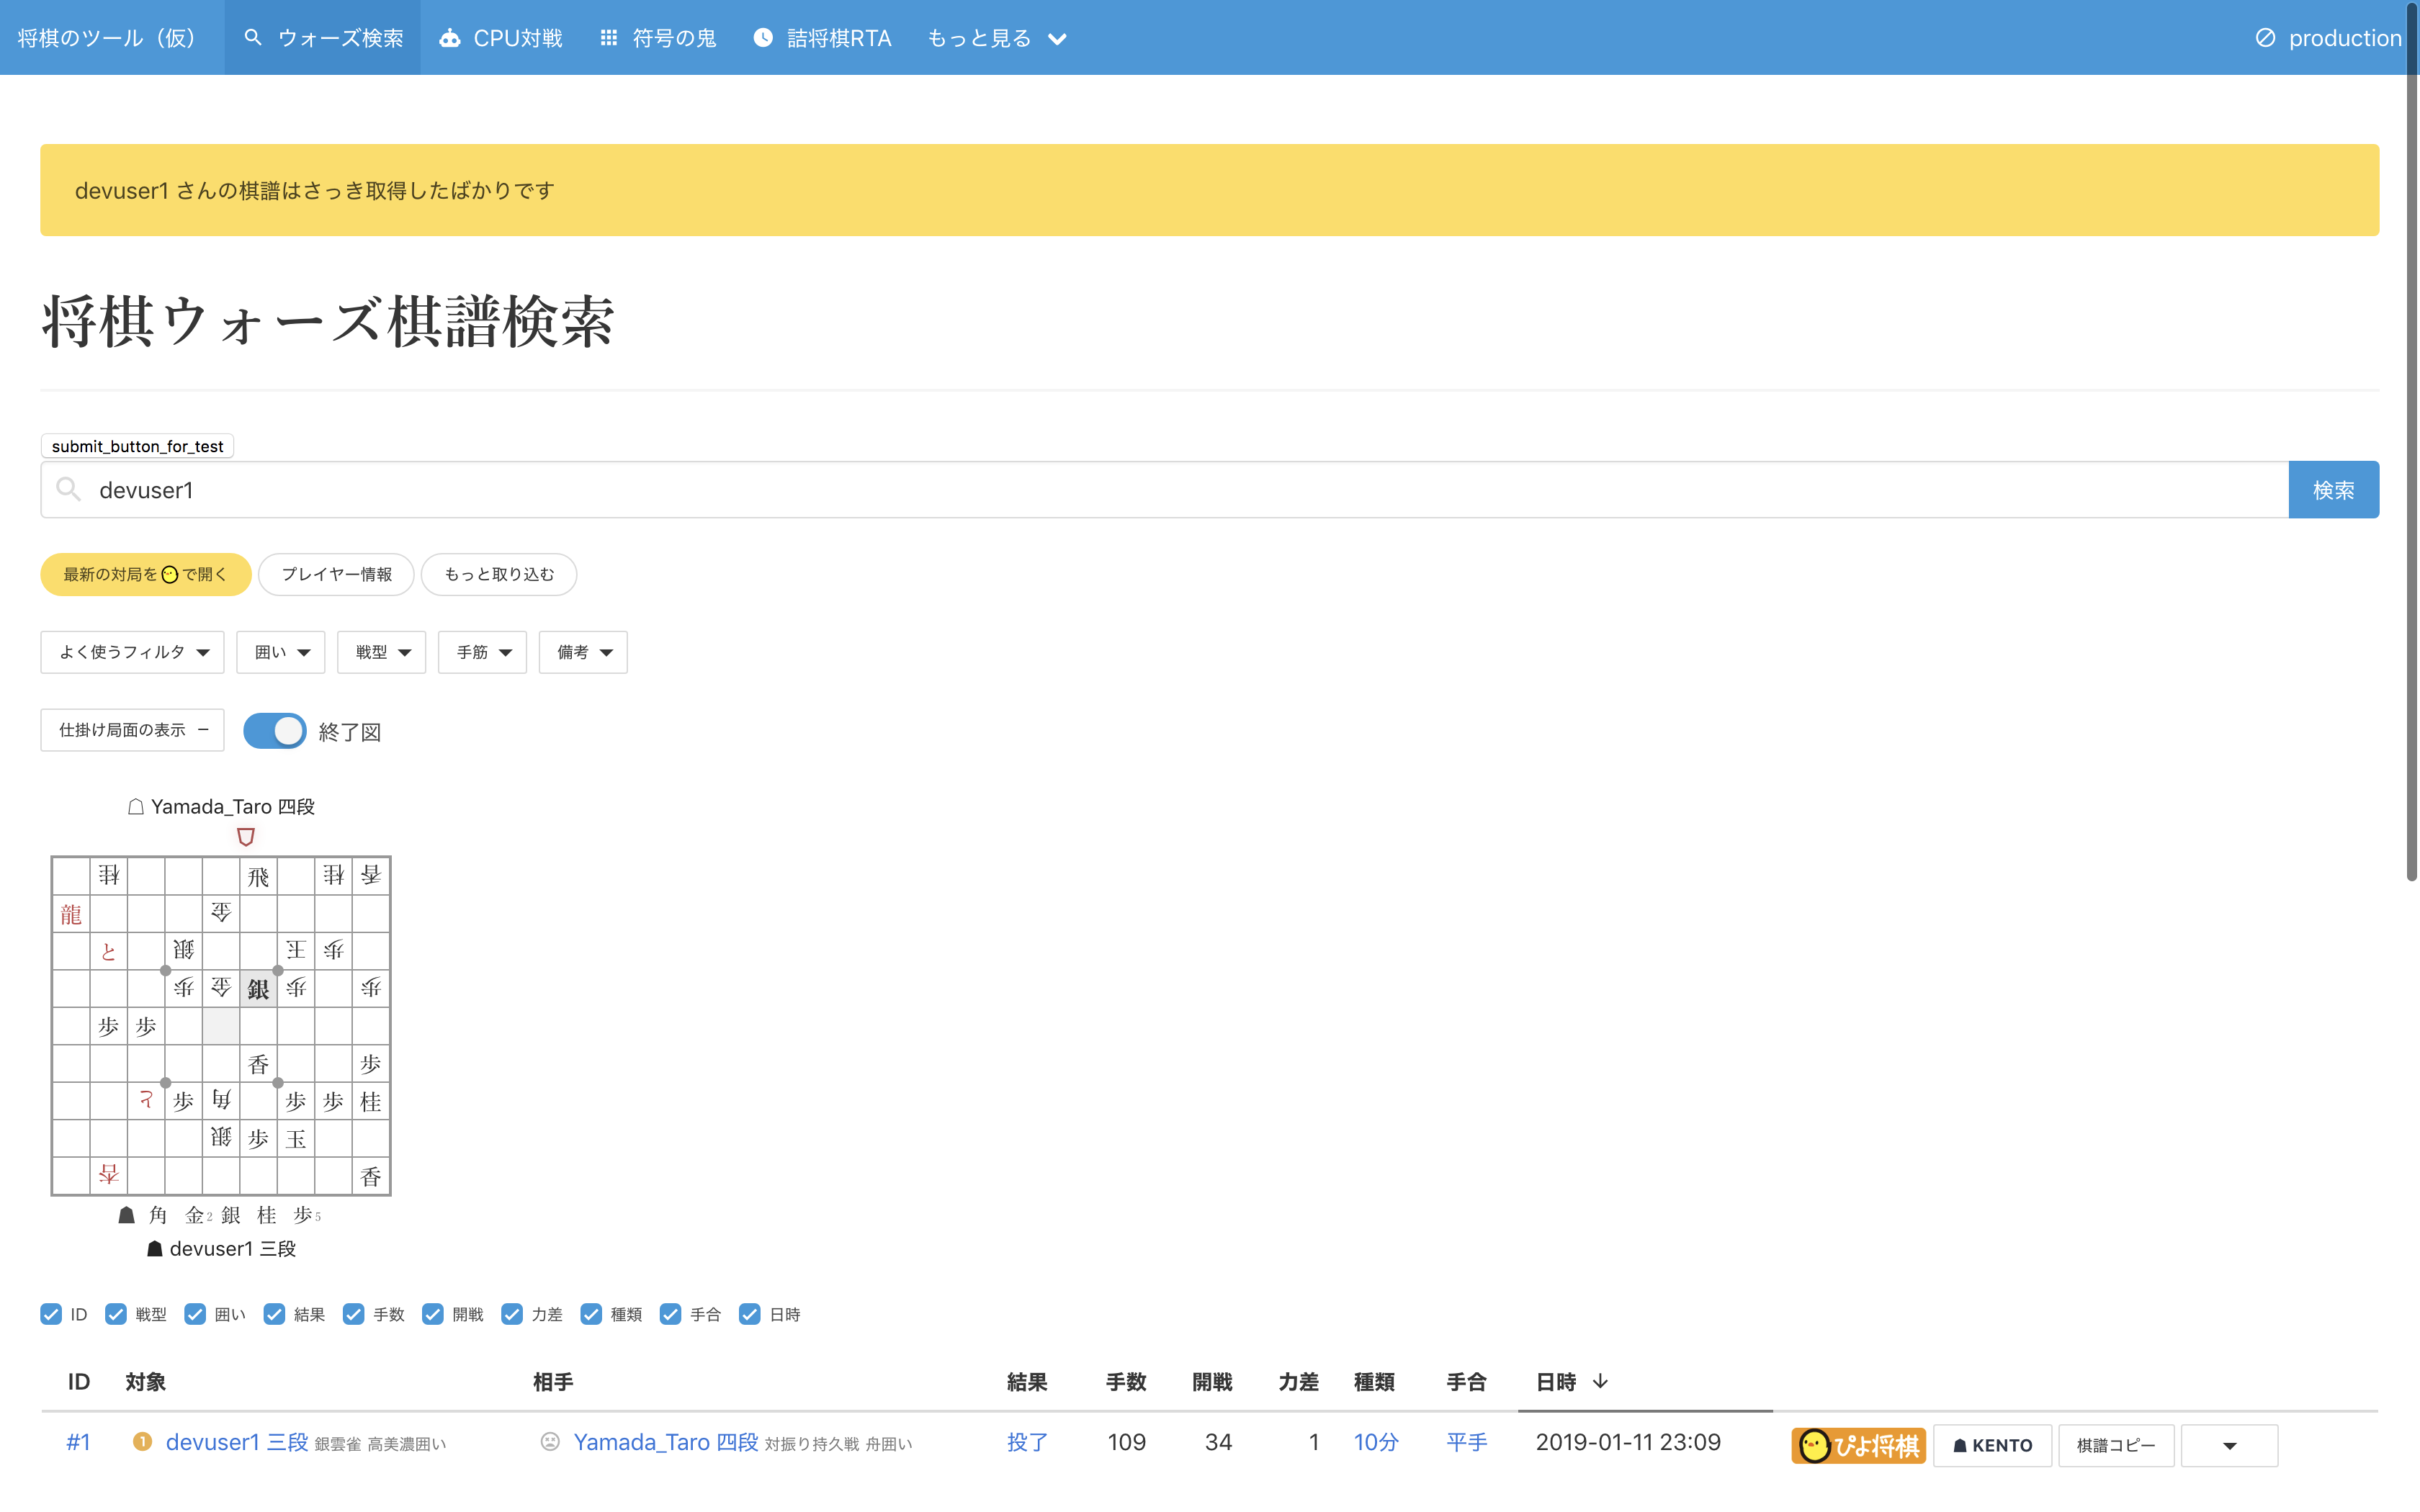 将棋のツール（仮） ウォーズ検索 CPU対戦 符号の鬼 詰将棋RTA もっと見る production
devuser1 さんの棋譜はさっき取得したばかりです
将棋ウォーズ棋譜検索
submit_button_for_test
devuser1 検索
最新の対局を で開く プレイヤー情報 もっと取り込む
よく使うフィルタ 囲い 戦型 手筋 備考
仕掛け局面の表示 終了図
☖ Yamada_Taro 四段
桂 飛 桂 香
龍 金
と 銀 王 歩
歩 金 銀 歩 歩
歩 歩
香 歩
と 歩 角 歩 歩 桂
銀 歩 玉
杏 香
☗ 角 金2 銀 桂 歩5
☗ devuser1 三段
ID 戦型 囲い 結果 手数 開戦 力差 種類 手合 日時
ID 対象 相手 結果 手数 開戦 力差 種類 手合 日時 ↓
#1 1 devuser1 三段 銀雲雀 高美濃囲い Yamada_Taro 四段 対振り持久戦 舟囲い 投了 109 34 1 10分 平手 2019-01-11 23:09 ぴよ将棋 ☗ KENTO 棋譜コピー